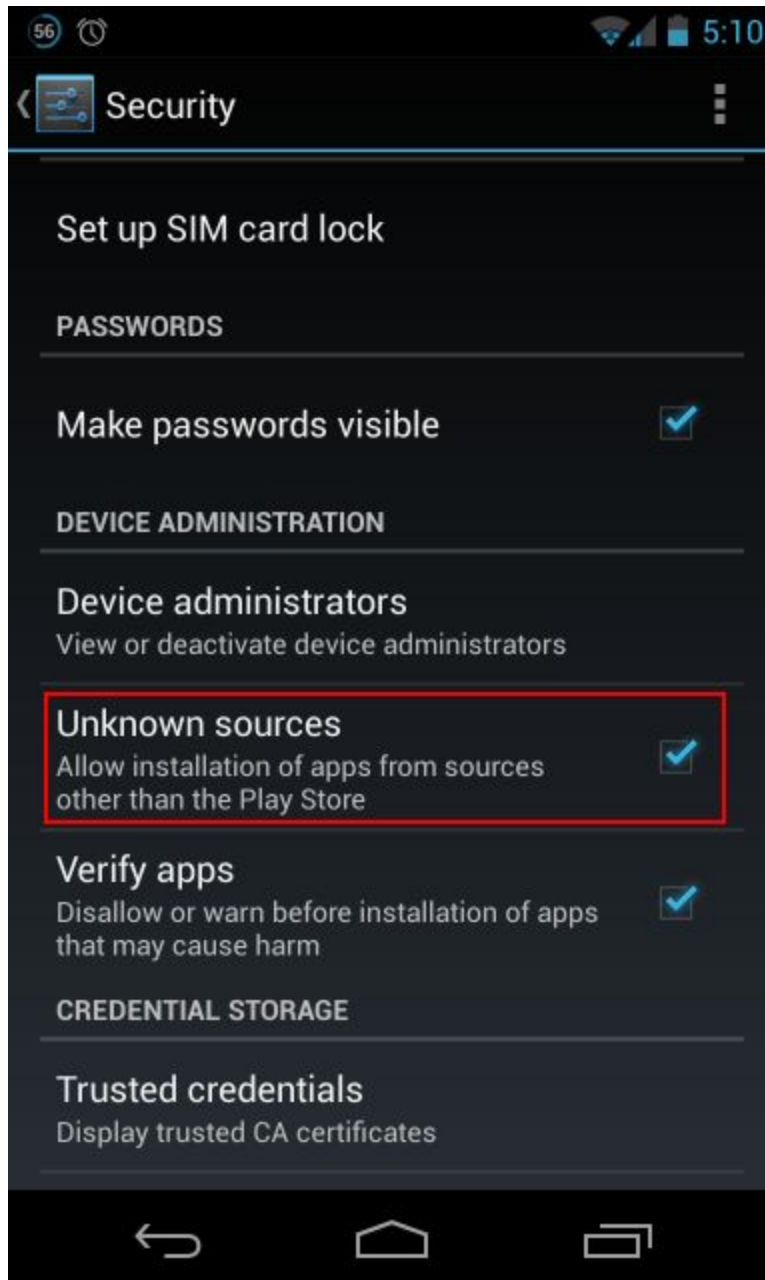 56 5:10
Security
Set up SIM card lock
PASSWORDS
Make passwords visible
DEVICE ADMINISTRATION
Device administrators
View or deactivate device administrators
Unknown sources
Allow installation of apps from sources
other than the Play Store
Verify apps
Disallow or warn before installation of apps
that may cause harm
CREDENTIAL STORAGE
Trusted credentials
Display trusted CA certificates